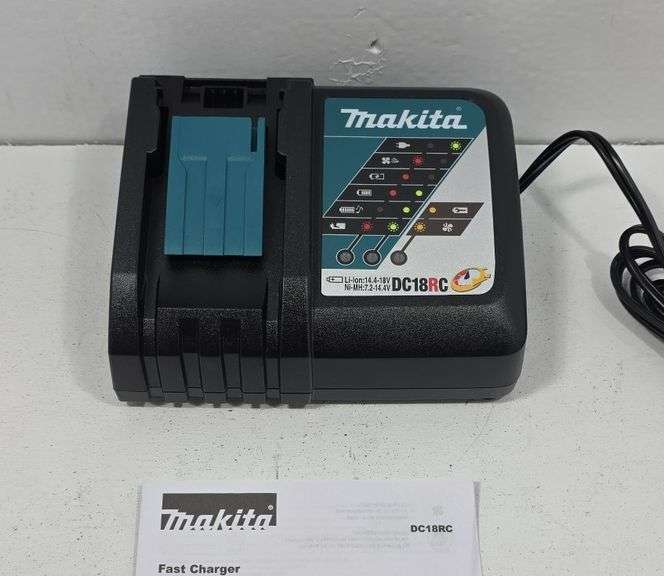 makita
Li-ion:14.4-18V
Ni-MH:7.2-14.4V
DC18RC
makita
DC18RC
Fast Charger